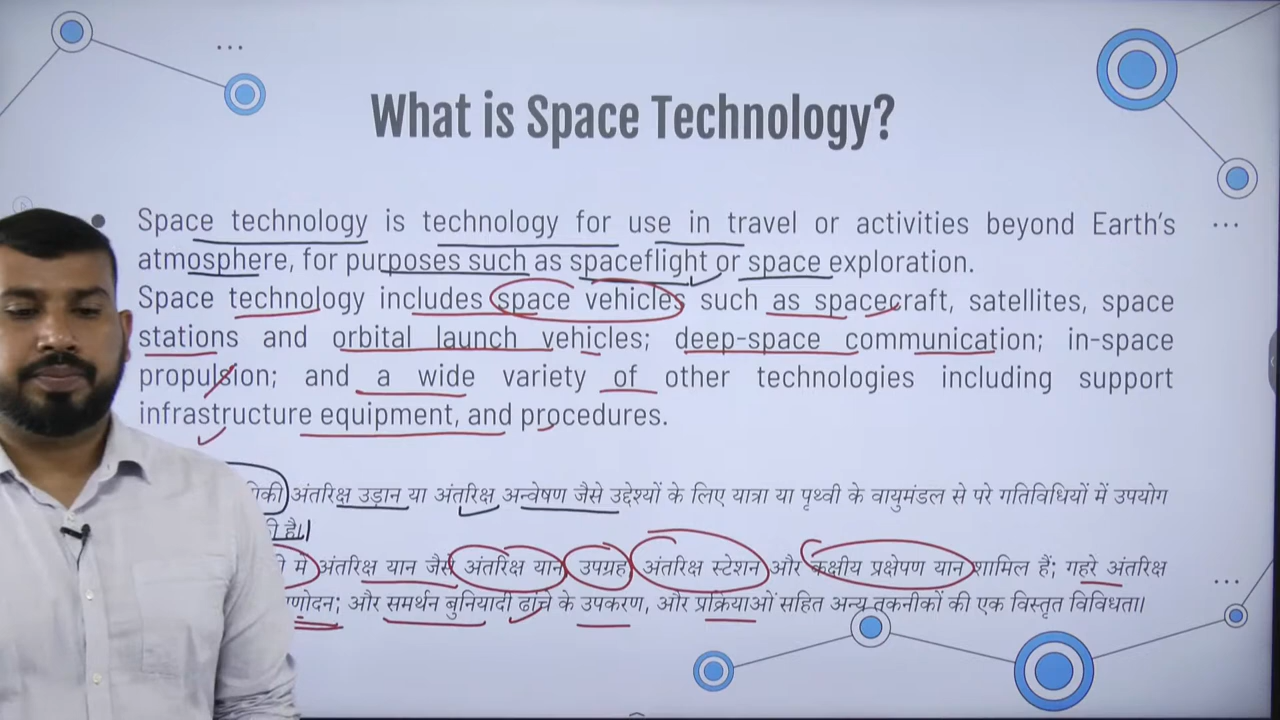 What is Space Technology?
Space technology is technology for use in travel or activities beyond Earth's
atmosphere, for purposes such as spaceflight or space exploration.
Space technology includes space vehicles such as spacecraft, satellites, space
stations and orbital launch vehicles; deep-space communication; in-space
propulsion; and a wide variety of other technologies including support
infrastructure equipment, and procedures.
अंतरिक्ष उड़ान या अंतरिक्ष अन्वेषण जैसे उद्देश्यों के लिए यात्रा या पृथ्वी के वायुमंडल से परे गतिविधियों में उपयोग
है।
में अंतरिक्ष यान जैसे अंतरिक्ष यान उपग्रह अंतरिक्ष स्टेशन और कक्षीय प्रक्षेपण यान शामिल हैं; गहरे अंतरिक्ष
और समर्थन बुनियादी ढांचे के उपकरण, और प्रक्रियाओं सहित अन्य तकनीकों की एक विस्तृत विविधता।